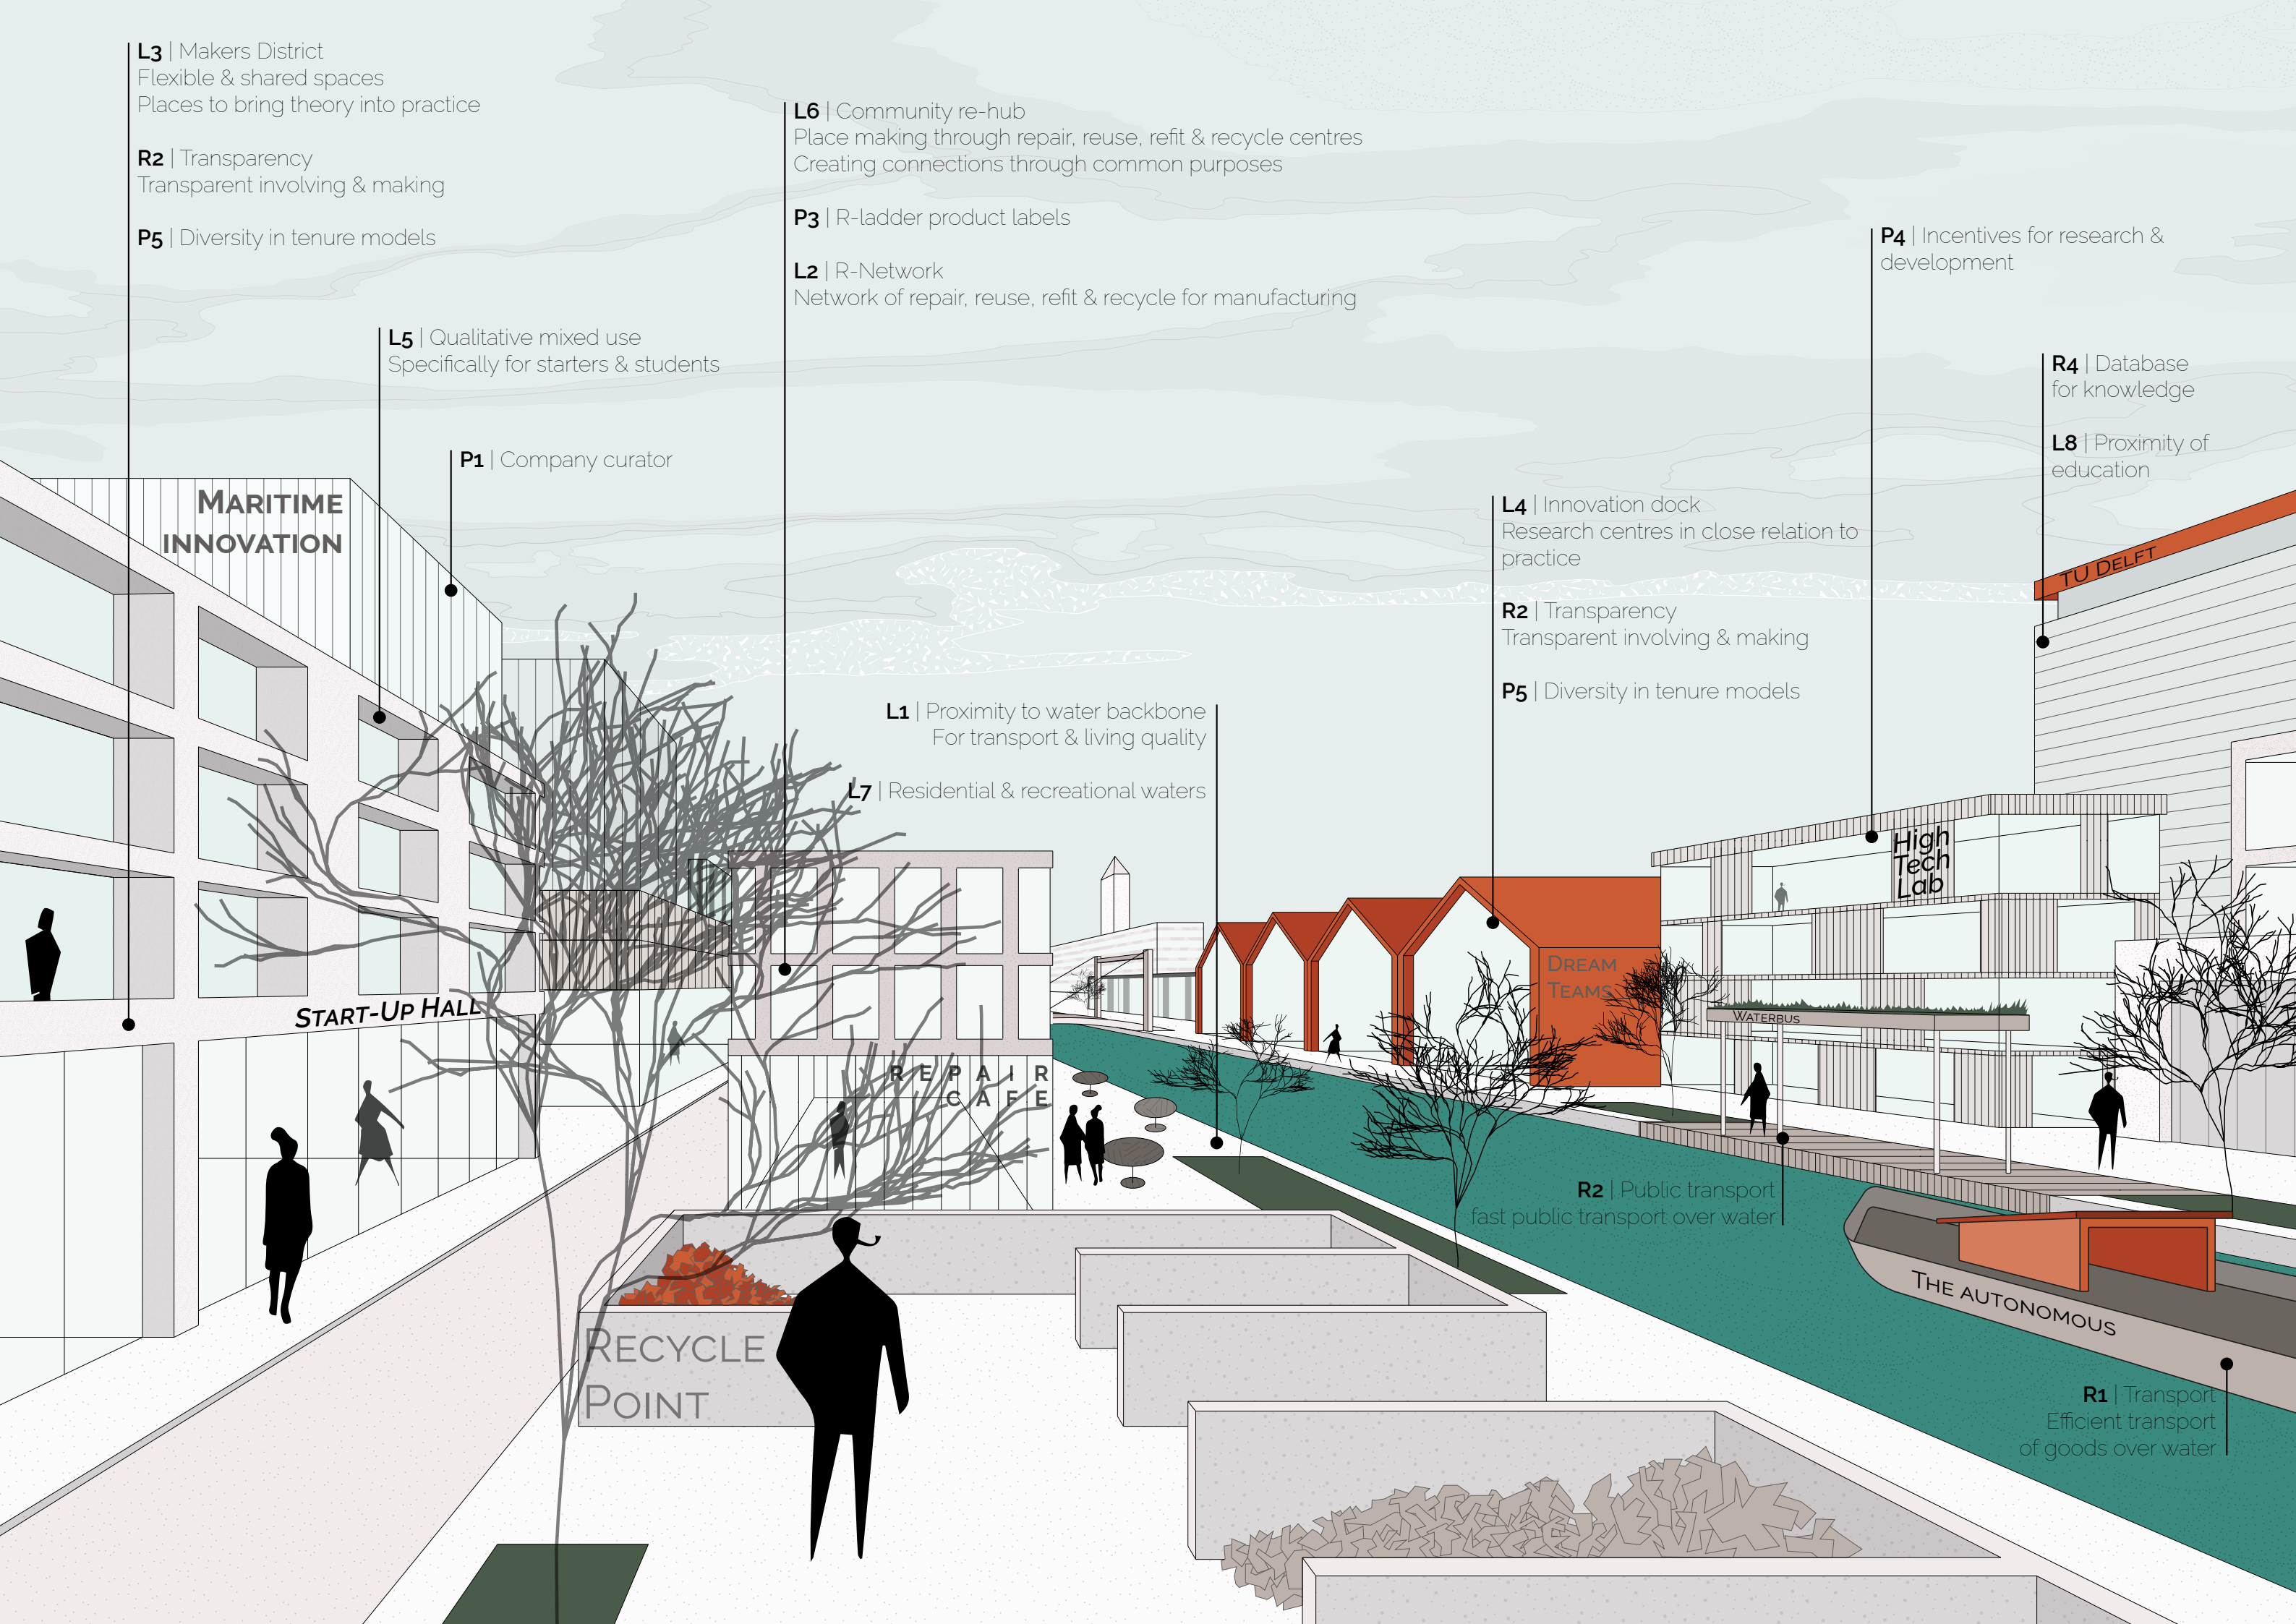 L3 | Makers District
Flexible & shared spaces
Places to bring theory into practice
R2 | Transparency
Transparent involving & making
P5 | Diversity in tenure models
L6 | Community re-hub
Place making through repair, reuse, refit & recycle centres
Creating connections through common purposes
P3 | R-ladder product labels
L2 | R-Network
Network of repair, reuse, refit & recycle for manufacturing
P4 | Incentives for research &
development
L5 | Qualitative mixed use
Specifically for starters & students
R4 | Database
for knowledge
L8 | Proximity of
education
P1 | Company curator
MARITIME
INNOVATION
L4 | Innovation dock
Research centres in close relation to
practice
R2 | Transparency
Transparent involving & making
P5 | Diversity in tenure models
TU DELFT
L1 | Proximity to water backbone
For transport & living quality
L7 | Residential & recreational waters
High
Tech
Lab
DREAM
TEAMS
START-UP HALL
WATERBUS
REPAIR
CAFE
R2 | Public transport
fast public transport over water
THE AUTONOMOUS
RECYCLE
POINT
R1 | Transport
Efficient transport
of goods over water